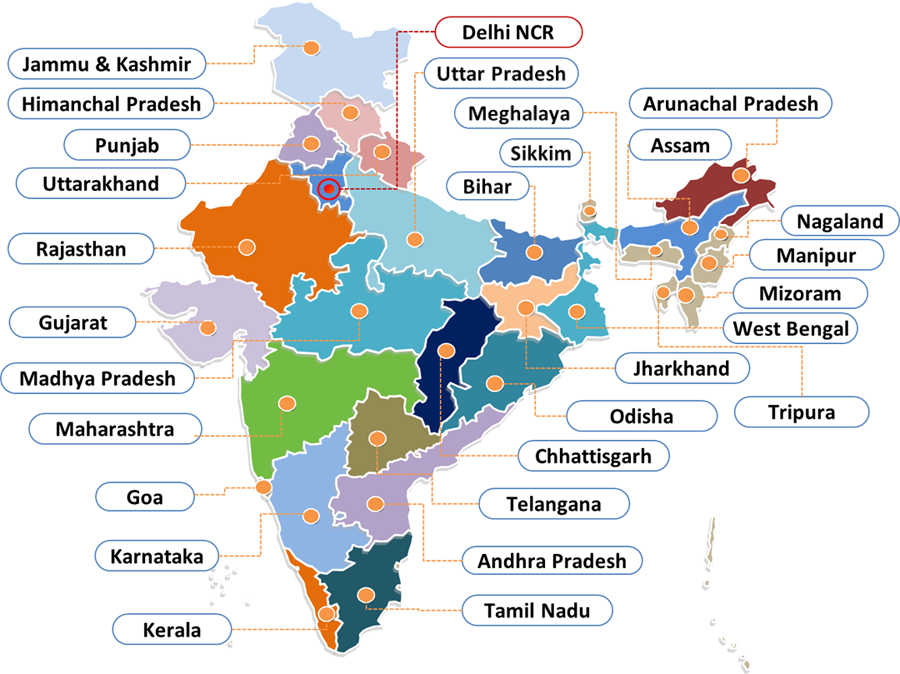 Delhi NCR
Jammu & Kashmir
Uttar Pradesh
Himanchal Pradesh
Meghalaya
Arunachal Pradesh
Punjab
Sikkim
Assam
Uttarakhand
Bihar
Nagaland
Rajasthan
Manipur
Mizoram
Gujarat
West Bengal
Madhya Pradesh
Jharkhand
Odisha
Tripura
Maharashtra
Chhattisgarh
Goa
Telangana
Karnataka
Andhra Pradesh
Tamil Nadu
Kerala